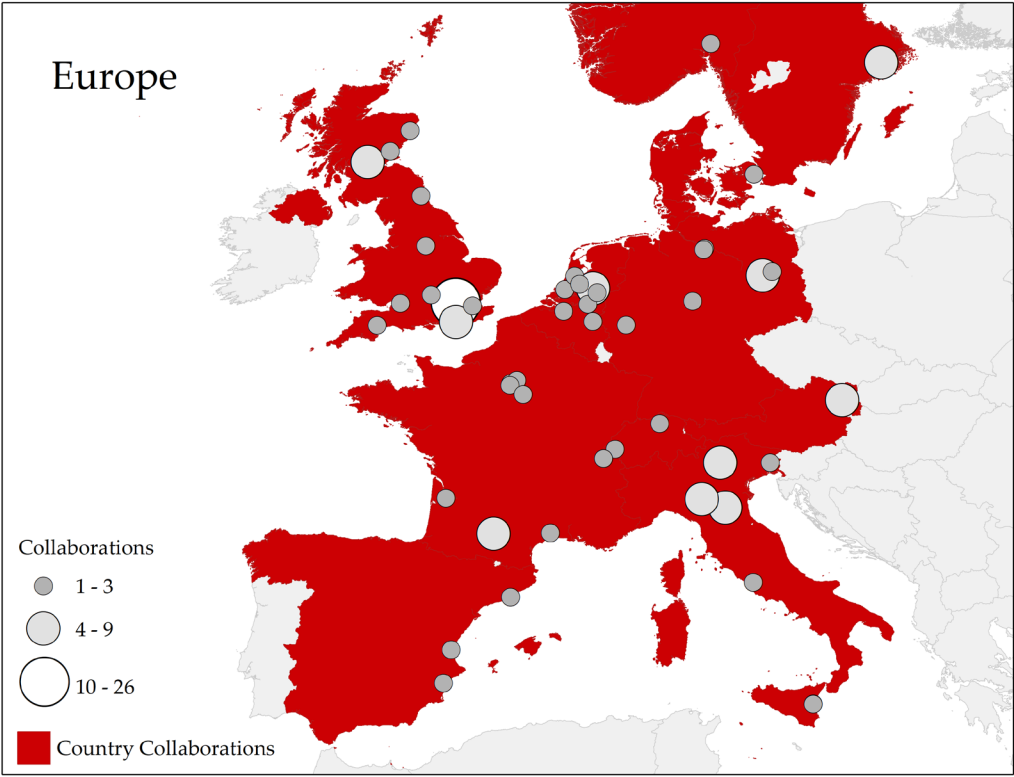 Europe
Collaborations
1 - 3
4 - 9
10 - 26
Country Collaborations